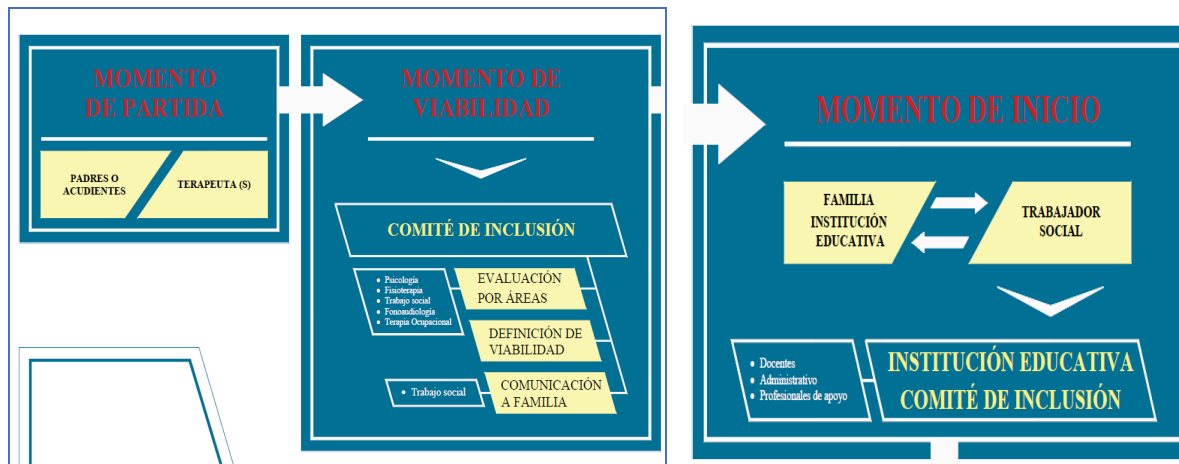 MOMENTO
DE PARTIDA
PADRES O
ACUDIENTES
TERAPEUTA (S)
MOMENTO DE
VIABILIDAD
COMITÉ DE INCLUSIÓN
• Psicología
• Fisioterapia
• Trabajo social
• Fonoaudiología
• Terapia Ocupacional
EVALUACIÓN
POR ÁREAS
DEFINICIÓN DE
VIABILIDAD
• Trabajo social
COMUNICACIÓN
A FAMILIA
MOMENTO DE INICIO
FAMILIA
INSTITUCIÓN
EDUCATIVA
TRABAJADOR
SOCIAL
• Docentes
• Administrativo
• Profesionales de apoyo
INSTITUCIÓN EDUCATIVA
COMITÉ DE INCLUSIÓN